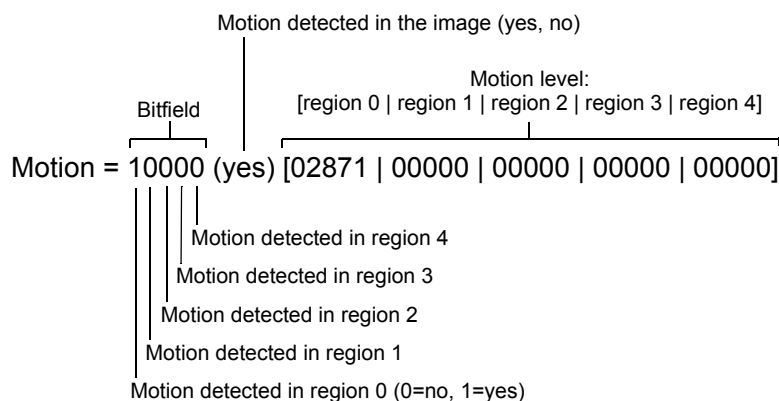 Motion detected in the image (yes, no)
Motion level:
[region 0 | region 1 | region 2 | region 3 | region 4]
Bitfield
Motion = 10000 (yes) [02871 | 00000 | 00000 | 00000 | 00000]
Motion detected in region 4
Motion detected in region 3
Motion detected in region 2
Motion detected in region 1
Motion detected in region 0 (0=no, 1=yes)